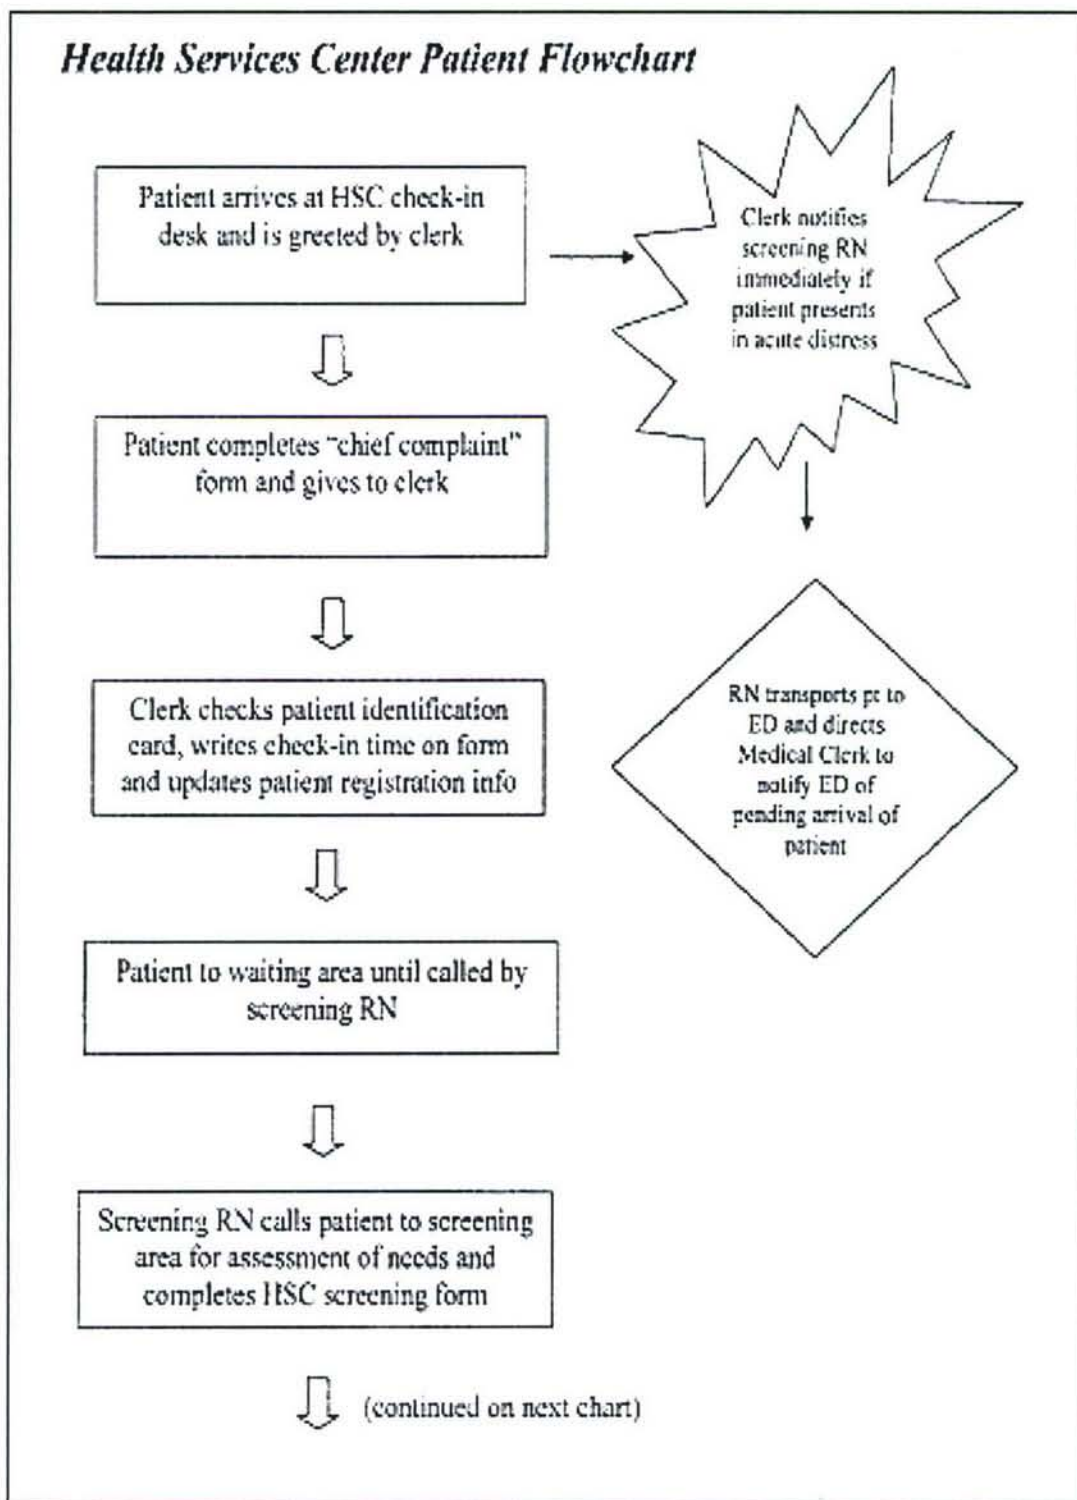 Health Services Center Patient Flowchart
Patient arrives at HSC check-in
desk and is greeted by clerk
Clerk notifies
screening RN
immediately if
patient presents
in acute distress
Patient completes "chief complaint"
form and gives to clerk
Clerk checks patient identification
card, writes check-in time on form
and updates patient registration info
RN transports pt to
ED and directs
Medical Clerk to
notify ED of
pending arrival of
patient
Patient to waiting area until called by
screening RN
Screening RN calls patient to screening
area for assessment of needs and
completes HSC screening form
(continued on next chart)